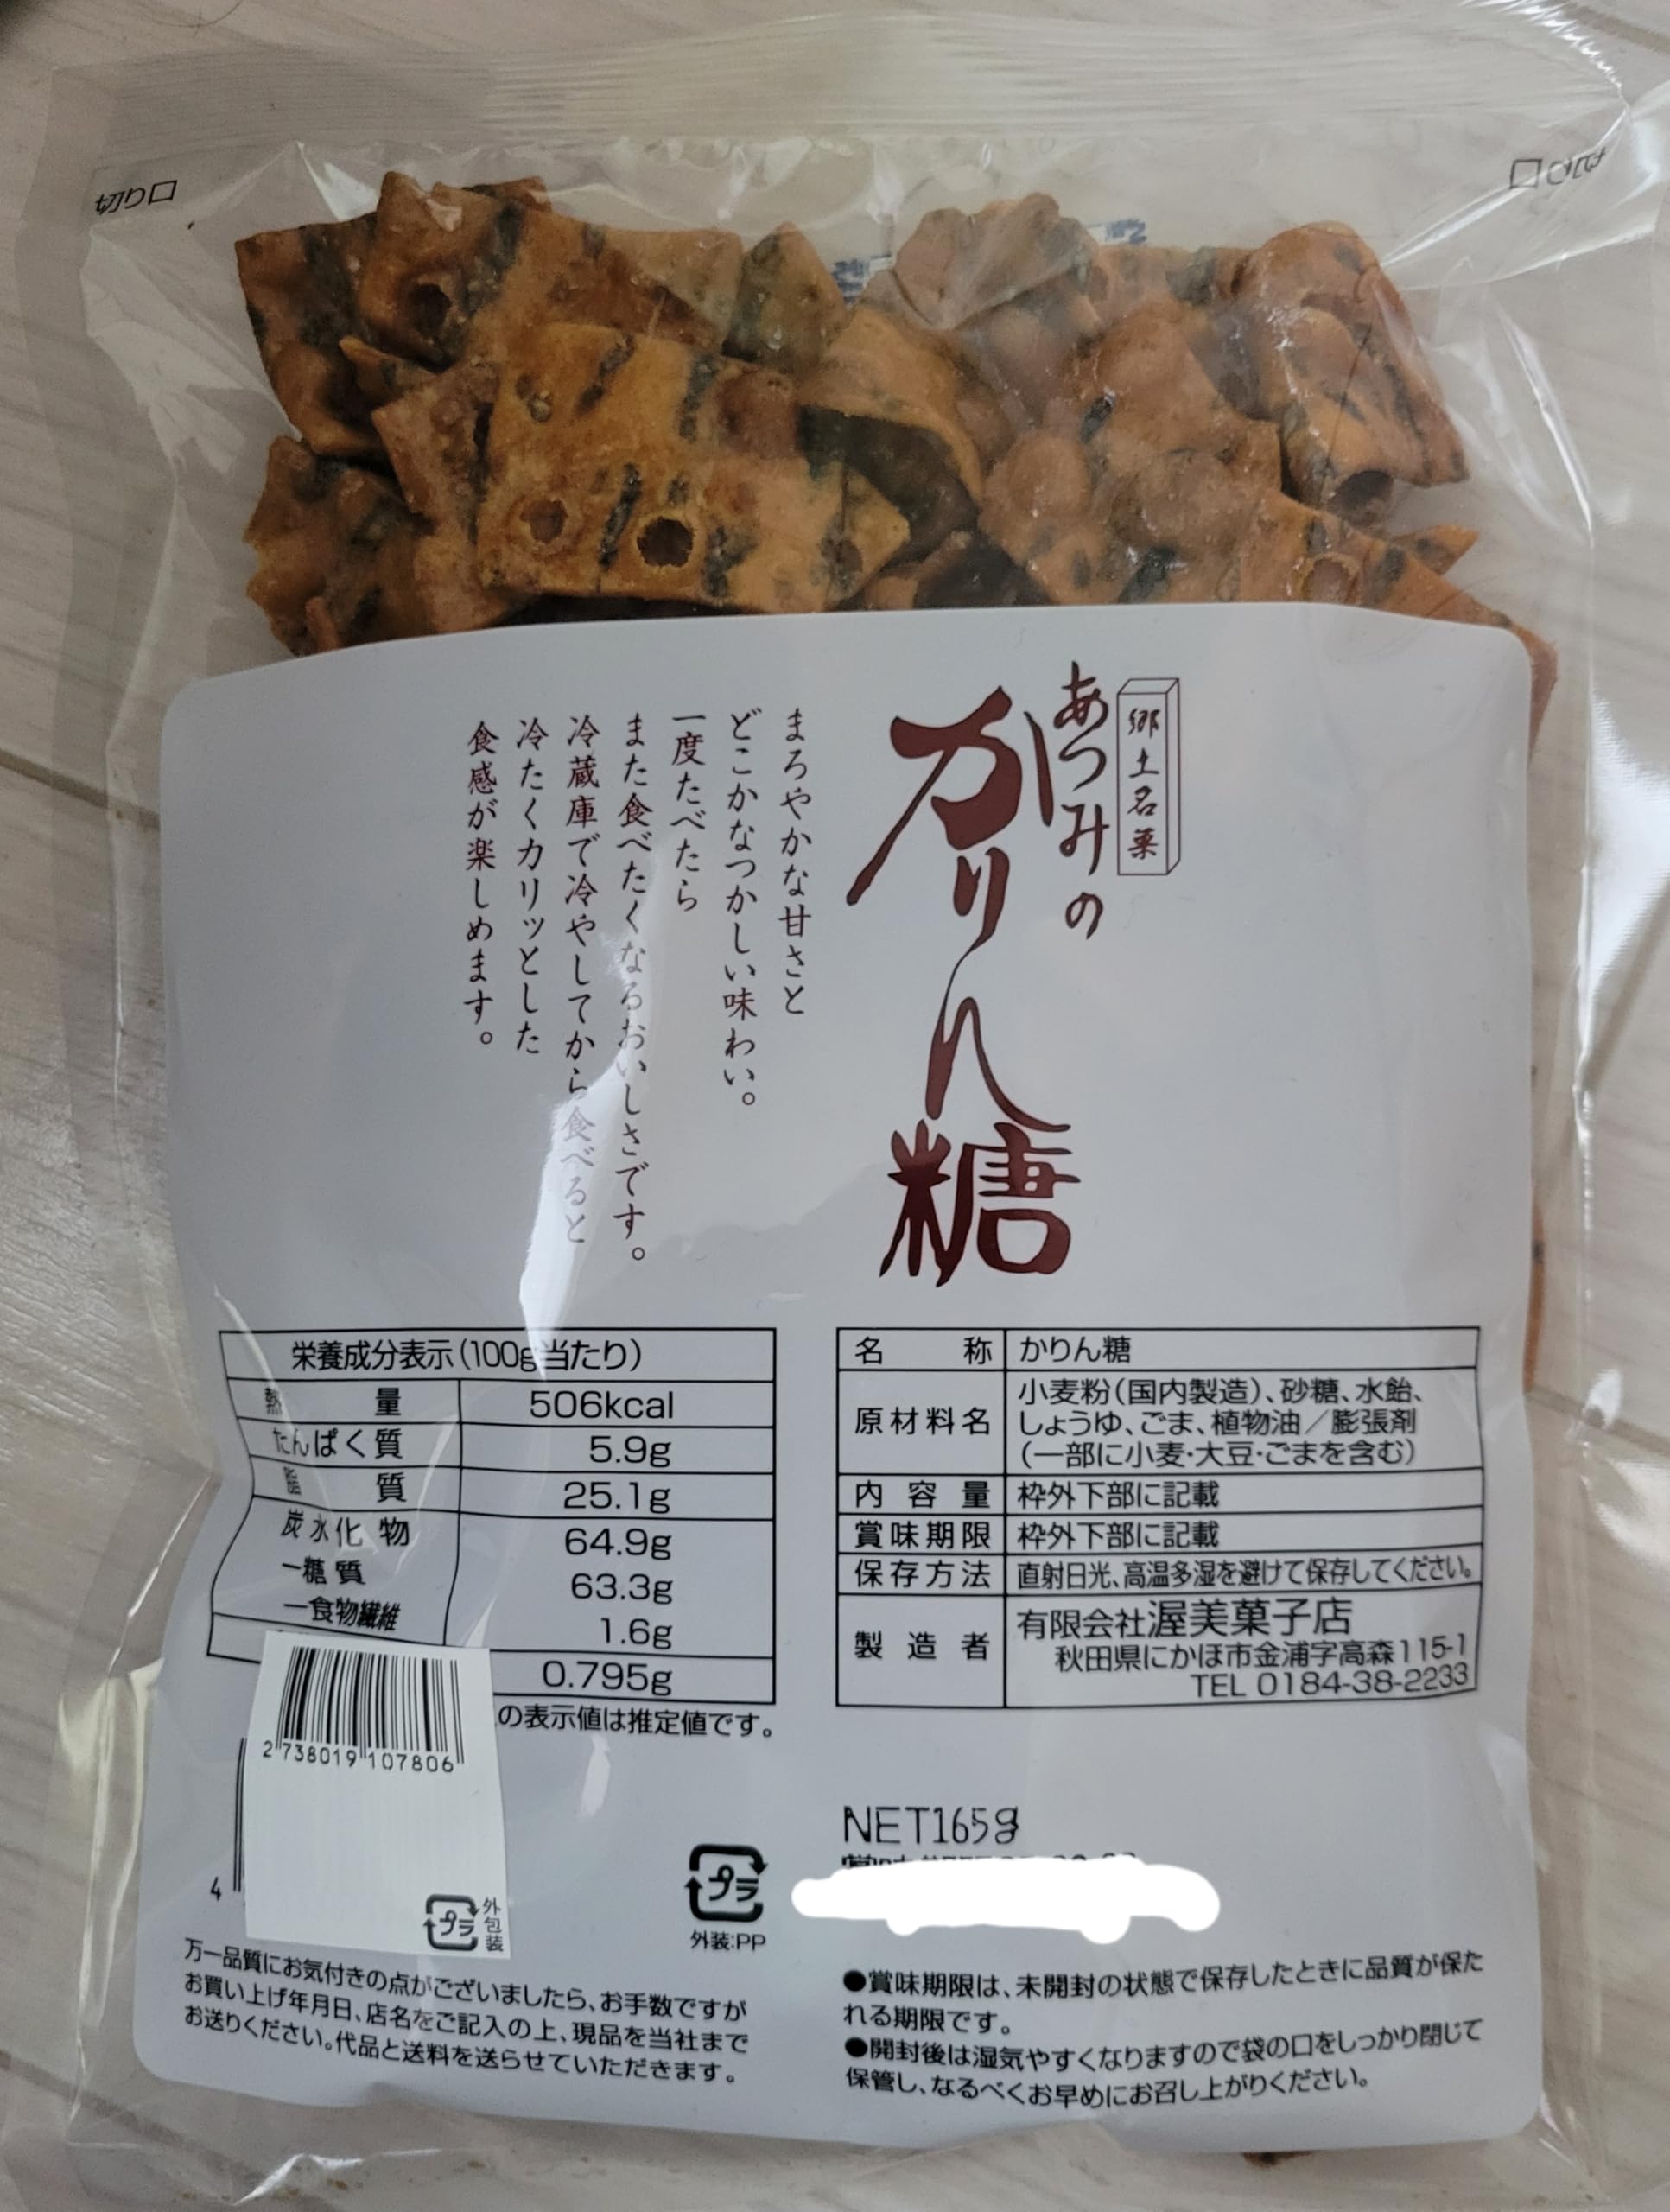 切り口
切り口
郷土名菓
あつみの
かりん糖
まろやかな甘さと
どこかなつかしい味わい。
一度たべたら
また食べたくなるおいしさです。
冷蔵庫で冷やしてから食べると
冷たくカリッとした
食感が楽しめます。
栄養成分表示(100g当たり)
熱量 506kcal
たんぱく質 5.9g
脂質 25.1g
炭水化物 64.9g
ー糖質 63.3g
ー食物繊維 1.6g
0.795g
の表示値は推定値です。
名称 かりん糖
原材料名 小麦粉(国内製造)、砂糖、水飴、
しょうゆ、ごま、植物油/膨張剤
(一部に小麦・大豆・ごまを含む)
内容量 枠外下部に記載
賞味期限 枠外下部に記載
保存方法 直射日光、高温多湿を避けて保存してください。
製造者 有限会社渥美菓子店
秋田県にかほ市金浦字高森115-1
TEL 0184-38-2233
2 738019 107806
4
プラ
外包装
プラ
外装:PP
NET165g
万一品質にお気付きの点がございましたら、お手数ですが
お買い上げ年月日、店名をご記入の上、現品を当社まで
お送りください。代品と送料を送らせていただきます。
●賞味期限は、未開封の状態で保存したときに品質が保た
れる期限です。
●開封後は湿気やすくなりますので袋の口をしっかり閉じて
保管し、なるべくお早めにお召し上がりください。